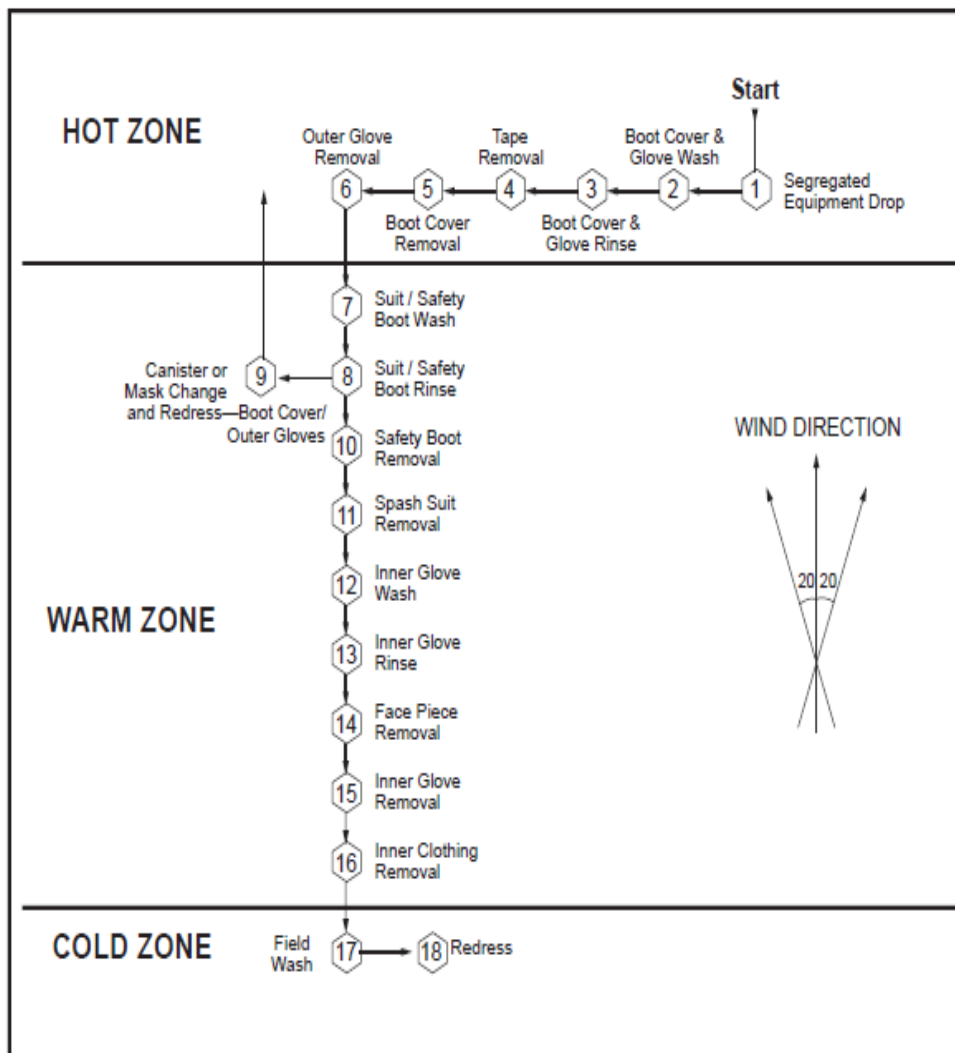 Start
HOT ZONE
Outer Glove
Removal
Tape
Removal
Boot Cover &
Glove Wash
6
5
4
3
2
1
Segregated
Equipment Drop
Boot Cover
Removal
Boot Cover &
Glove Rinse
7
Suit / Safety
Boot Wash
Canister or
Mask Change
and Redress—Boot Cover/
Outer Gloves
9
8
Suit / Safety
Boot Rinse
10
Safety Boot
Removal
WIND DIRECTION
20 20
11
Spash Suit
Removal
12
Inner Glove
Wash
WARM ZONE
13
Inner Glove
Rinse
14
Face Piece
Removal
15
Inner Glove
Removal
16
Inner Clothing
Removal
COLD ZONE
Field
Wash
17
18
Redress